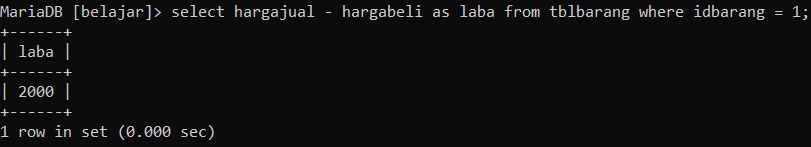 MariaDB [belajar]> select hargajual - hargabeli as laba from tblbarang where idbarang = 1;
+------+
| laba |
+------+
| 2000 |
+------+
1 row in set (0.000 sec)